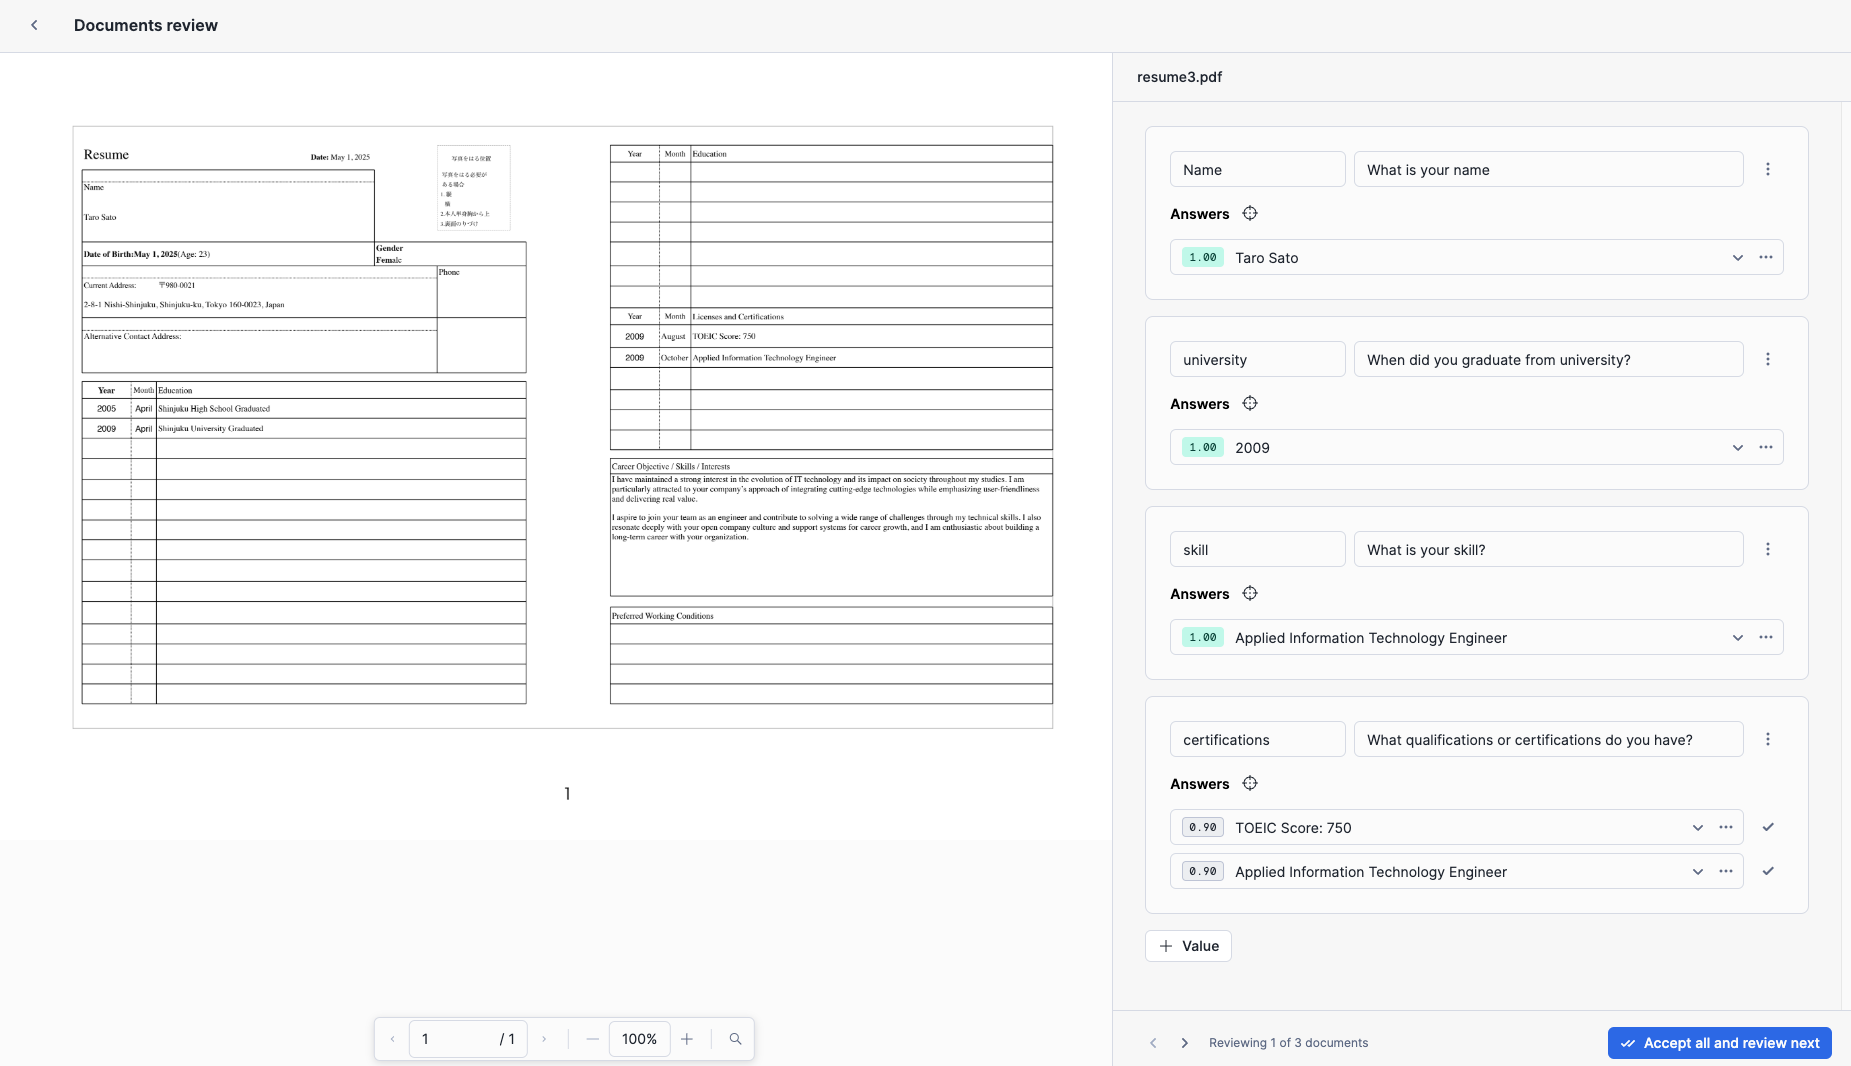 Documents review
Resume
Date: May 1, 2025
写真をはる位置
写真をはる必要が
ある場合
1.縦
横
2.本人単身胸から上
3.裏面のりづけ
Name
Taro Sato
Date of Birth:May 1, 2025(Age: 23)
Gender
Female
Current Address: 〒980-0021
Phone
2-8-1 Nishi-Shinjuku, Shinjuku-ku, Tokyo 160-0023, Japan
Alternative Contact Address:
Year Month Education
2005 April Shinjuku High School Graduated
2009 April Shinjuku University Graduated
Year Month Education
Year Month Licenses and Certifications
2009 August TOEIC Score: 750
2009 October Applied Information Technology Engineer
Career Objective / Skills / Interests
I have maintained a strong interest in the evolution of IT technology and its impact on society throughout my studies. I am
particularly attracted to your company's approach of integrating cutting-edge technologies while emphasizing user-friendliness
and delivering real value.
I aspire to join your team as an engineer and contribute to solving a wide range of challenges through my technical skills. I also
resonate deeply with your open company culture and support systems for career growth, and I am enthusiastic about building a
long-term career with your organization.
Preferred Working Conditions
1
1 / 1 100%
resume3.pdf
Name What is your name
Answers
1.00 Taro Sato
university When did you graduate from university?
Answers
1.00 2009
skill What is your skill?
Answers
1.00 Applied Information Technology Engineer
certifications What qualifications or certifications do you have?
Answers
0.90 TOEIC Score: 750
0.90 Applied Information Technology Engineer
Value
Reviewing 1 of 3 documents
Accept all and review next